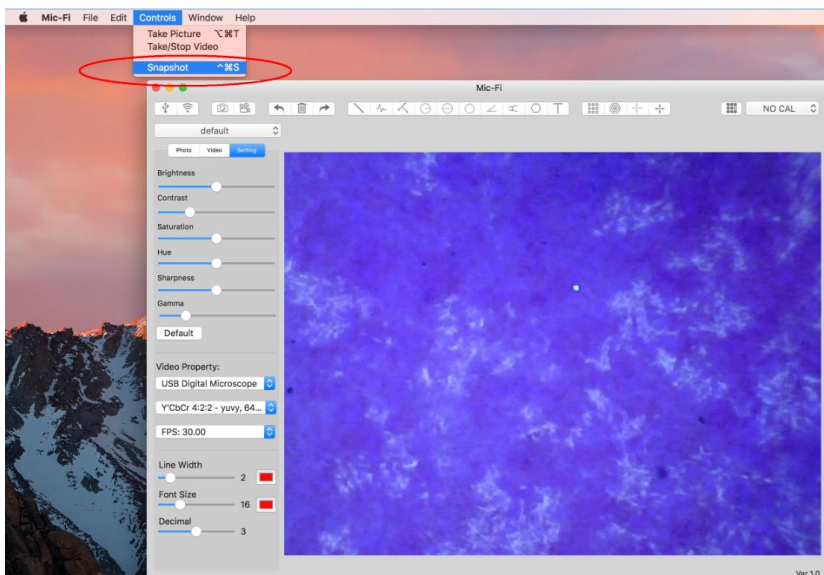 Mic-Fi File Edit Controls Window Help
Take Picture ⌥⌘T
Take/Stop Video
Snapshot ^⌘S
Mic-Fi
T NO CAL
default
Photo Video Setting
Brightness
Contrast
Saturation
Hue
Sharpness
Gamma
Default
Video Property:
USB Digital Microscope
Y'CbCr 4:2:2 - yuvy, 64...
FPS: 30.00
Line Width
2
Font Size
16
Decimal
3
Ver 1.0